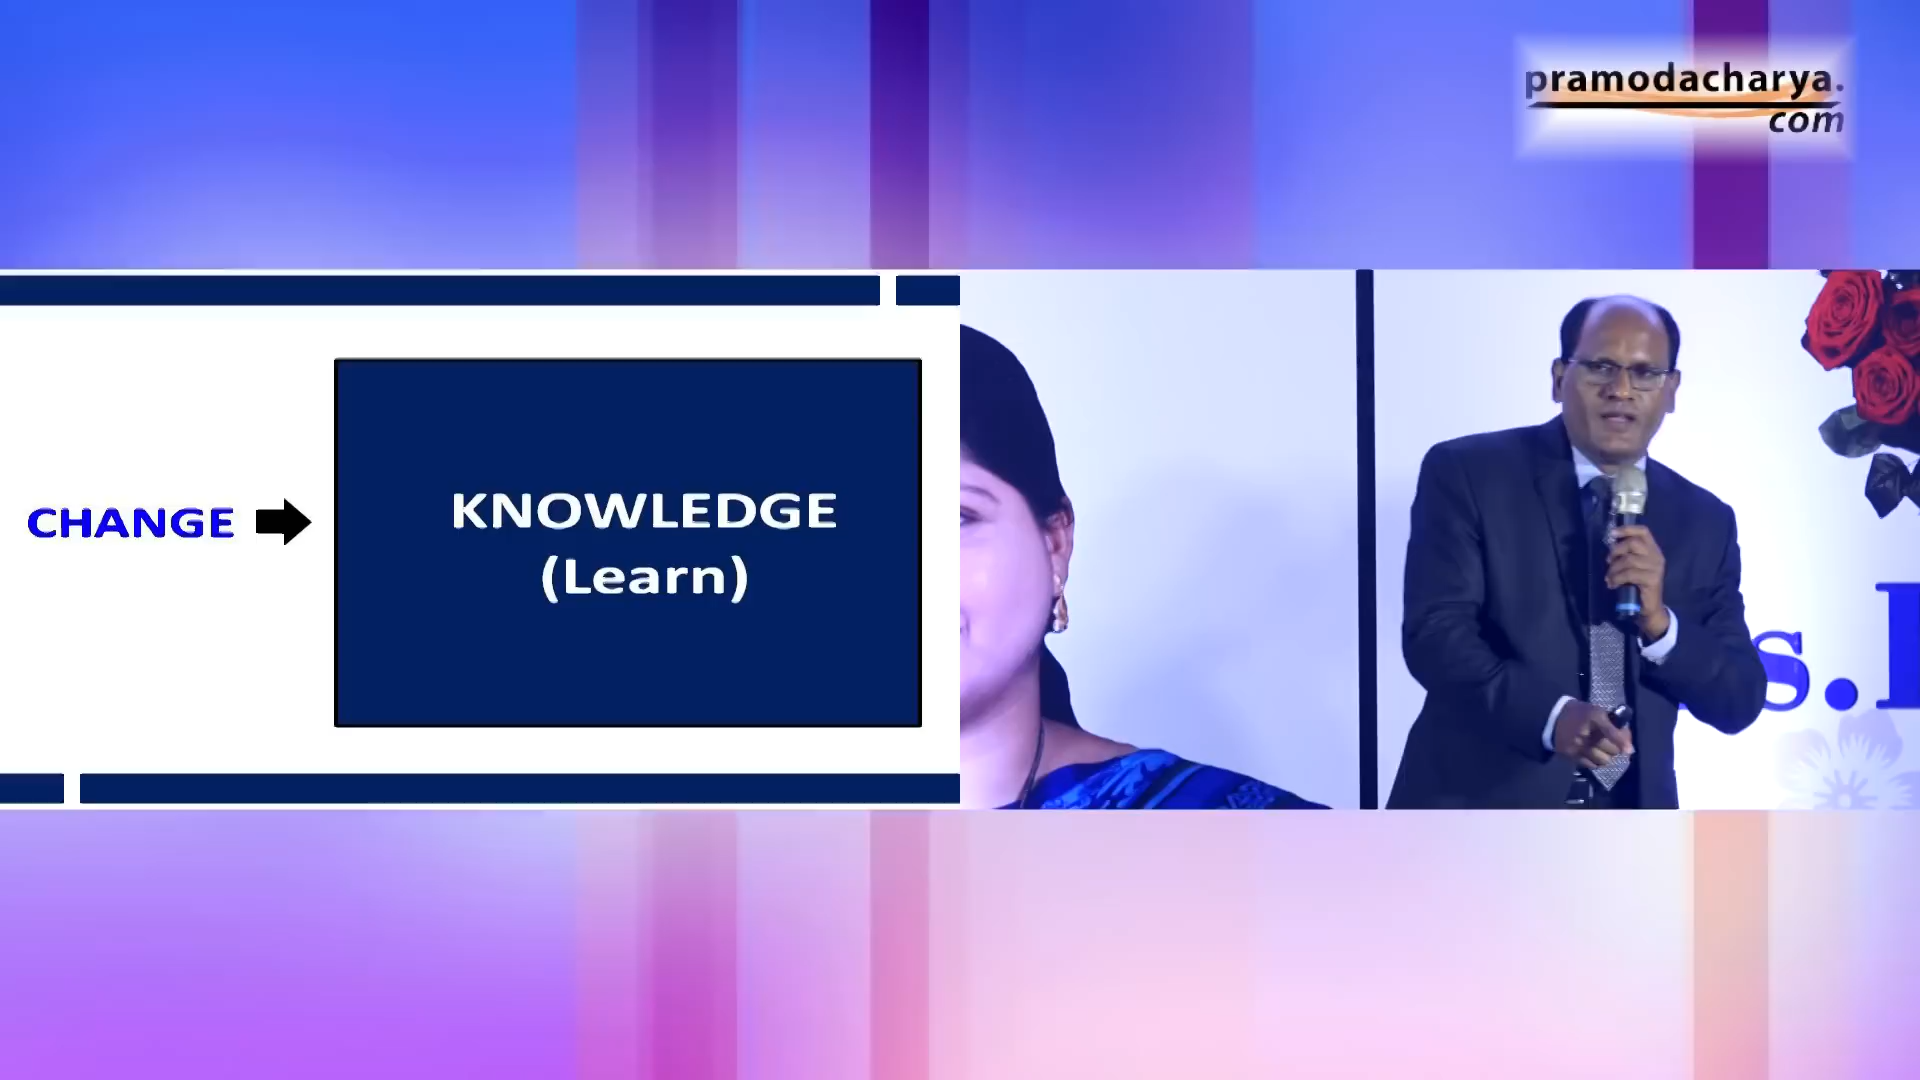 pramodacharya.
com
CHANGE
KNOWLEDGE
(Learn)
s.